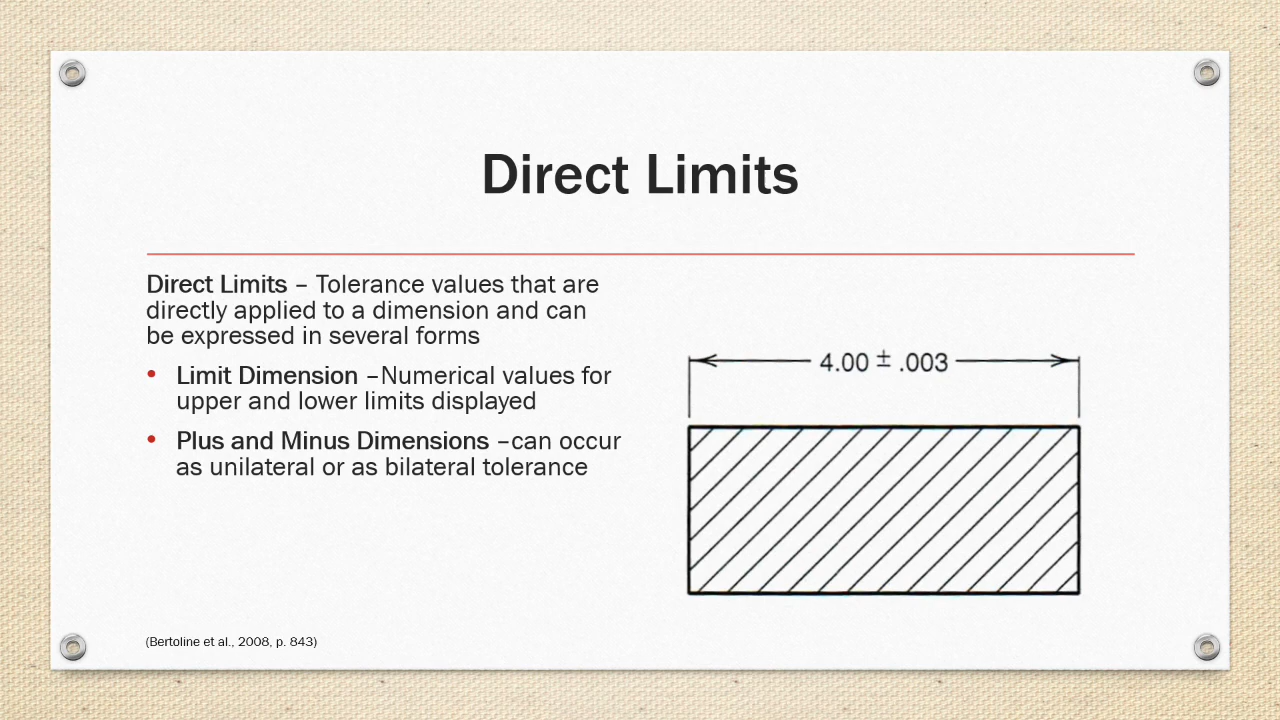 Direct Limits
Direct Limits – Tolerance values that are
directly applied to a dimension and can
be expressed in several forms
• Limit Dimension –Numerical values for
upper and lower limits displayed
• Plus and Minus Dimensions –can occur
as unilateral or as bilateral tolerance
4.00 ± .003
(Bertoline et al., 2008, p. 843)